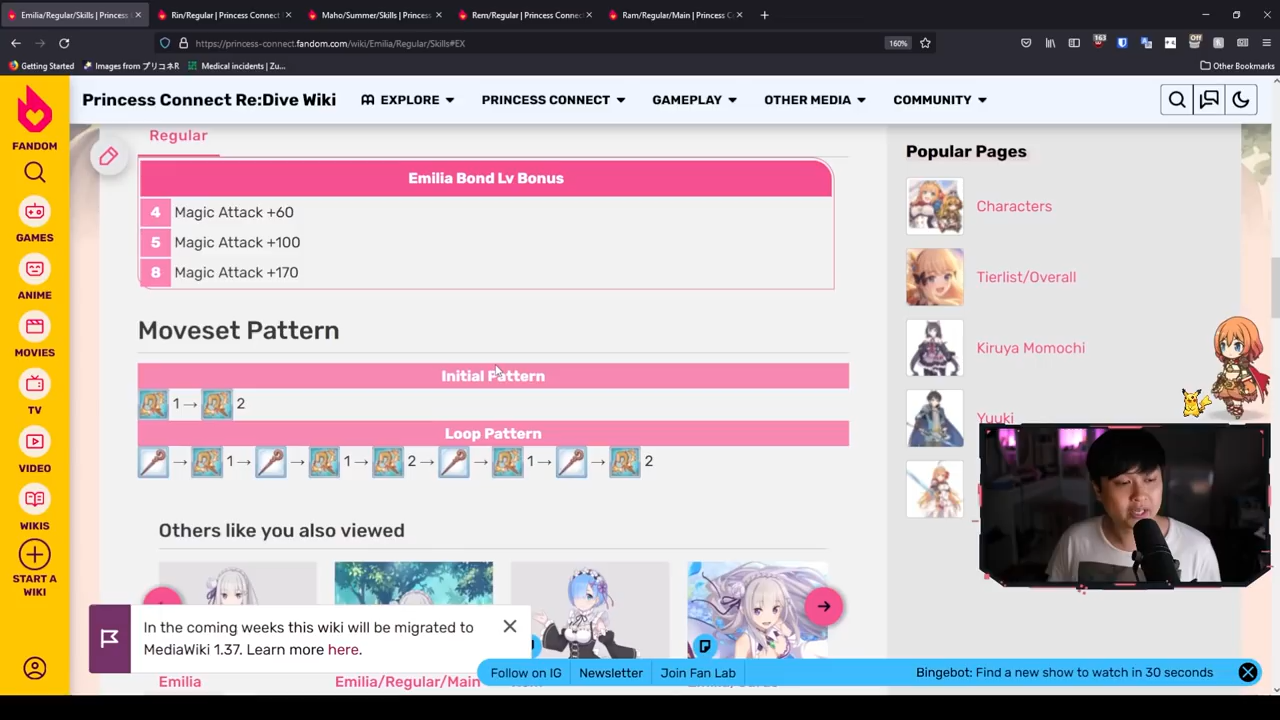 Emilia/Regular/Skills | Princess C
Rin/Regular | Princess Connect
Maho/Summer/Skills | Princess
Rem/Regular | Princess Connect
Ram/Regular/Main | Princess C
https://princess-connect.fandom.com/wiki/Emilia/Regular/Skills#EX
160%
163
Off
Getting Started
Images from プリコネR
Medical incidents | Zu...
Other Bookmarks
FANDOM
GAMES
ANIME
MOVIES
TV
VIDEO
WIKIS
START A
WIKI
Princess Connect Re:Dive Wiki
EXPLORE
PRINCESS CONNECT
GAMEPLAY
OTHER MEDIA
COMMUNITY
Regular
Emilia Bond Lv Bonus
4 Magic Attack +60
5 Magic Attack +100
8 Magic Attack +170
Moveset Pattern
Initial Pattern
1 → 2
Loop Pattern
→ 1 → → 1 → 2 → → 1 → → 2
Others like you also viewed
Emilia
Emilia/Regular/Main
In the coming weeks this wiki will be migrated to
MediaWiki 1.37. Learn more here.
Popular Pages
Characters
Tierlist/Overall
Kiruya Momochi
Yuuki
Follow on IG
Newsletter
Join Fan Lab
Bingebot: Find a new show to watch in 30 seconds